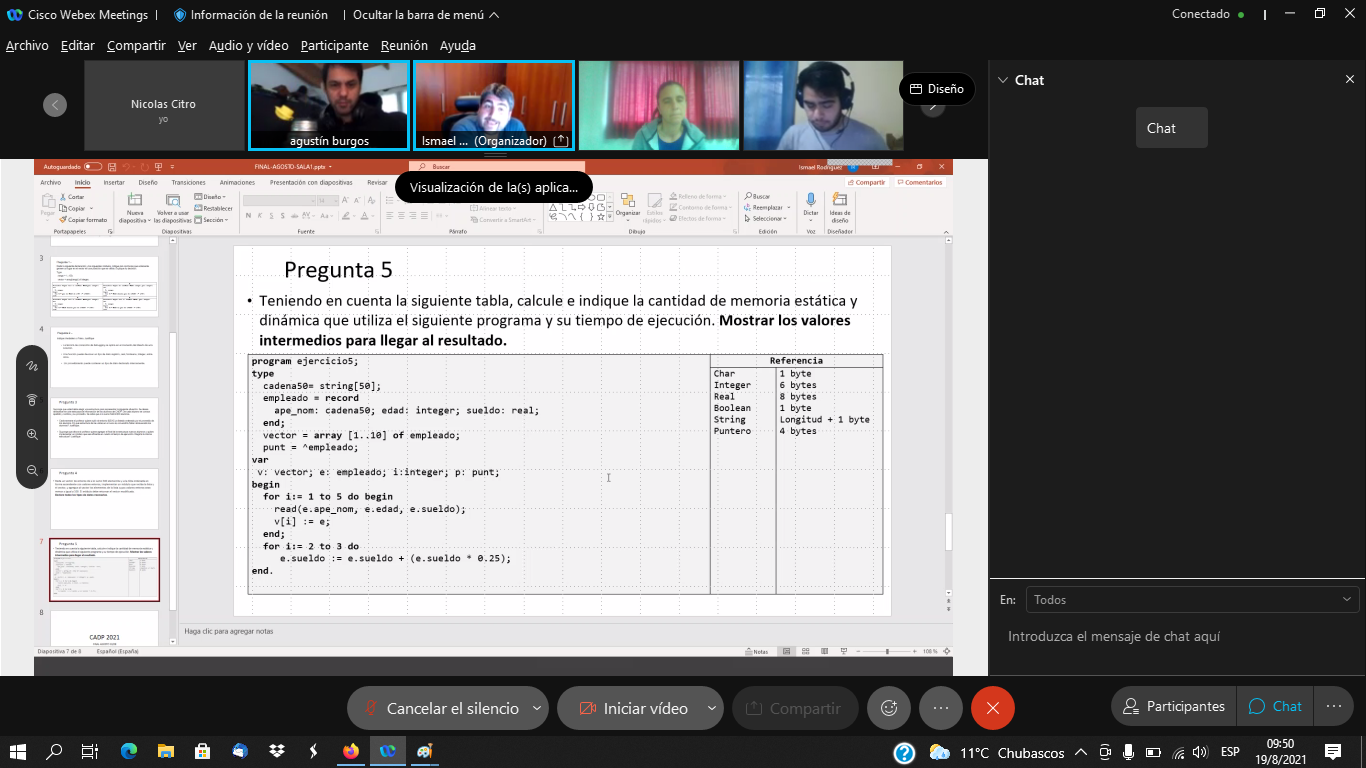 Cisco Webex Meetings | Información de la reunión | Ocultar la barra de menú
Conectado
Archivo Editar Compartir Ver Audio y vídeo Participante Reunión Ayuda
Nicolas Citro
yo
agustín burgos
Ismael ... (Organizador)
Diseño
Chat
Chat
Autoguardado
FINAL-AGOSTO-SALA1.pptx
Buscar
Ismael Rodríguez
Visualización de la(s) aplica...
Archivo Inicio Insertar Diseño Transiciones Animaciones Presentación con diapositivas Revisar
Compartir Comentarios
Pegar
Cortar
Copiar
Copiar formato
Portapapeles
Nueva diapositiva
Volver a usar las diapositivas
Diseño
Restablecer
Sección
Diapositivas
Fuente
Párrafo
Alinear texto
Convierte a SmartArt
Organizar
Estilos rápidos
Relleno de forma
Contorno de forma
Efectos de forma
Dibujo
Buscar
Reemplazar
Seleccionar
Edición
Dictar
Voz
Ideas de diseño
Diseñador
3
4
7
8
CADP 2021
Pregunta 5
• Teniendo en cuenta la siguiente tabla, calcule e indique la cantidad de memoria estática y
dinámica que utiliza el siguiente programa y su tiempo de ejecución. Mostrar los valores
intermedios para llegar al resultado.
program ejercicio5;
type
cadena50= string[50];
empleado = record
ape_nom: cadena50; edad: integer; sueldo: real;
end;
vector = array [1..10] of empleado;
punt = ^empleado;
var
v: vector; e: empleado; i:integer; p: punt;
begin
for i:= 1 to 5 do begin
read(e.ape_nom, e.edad, e.sueldo);
v[i] := e;
end;
for i:= 2 to 3 do
e.sueldo := e.sueldo + (e.sueldo * 0.25);
end.
Referencia
Char 1 byte
Integer 6 bytes
Real 8 bytes
Boolean 1 byte
String Longitud + 1 byte
Puntero 4 bytes
Haga clic para agregar notas
Diapositiva 7 de 8 Español (España)
Notas
100 %
En: Todos
Introduzca el mensaje de chat aquí
Cancelar el silencio
Iniciar vídeo
Compartir
Participantes
Chat
11°C Chubascos
ESP
09:50
19/8/2021